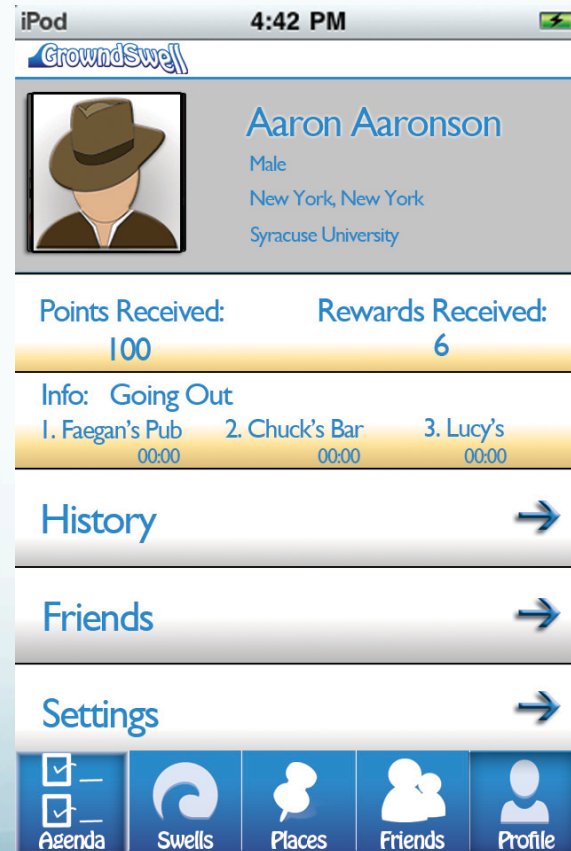 iPod 4:42 PM
GrowndSwell
Aaron Aaronson
Male
New York, New York
Syracuse University
Points Received: Rewards Received:
100 6
Info: Going Out
1. Faegan's Pub 2. Chuck's Bar 3. Lucy's
00:00 00:00 00:00
History
Friends
Settings
Agenda Swells Places Friends Profile